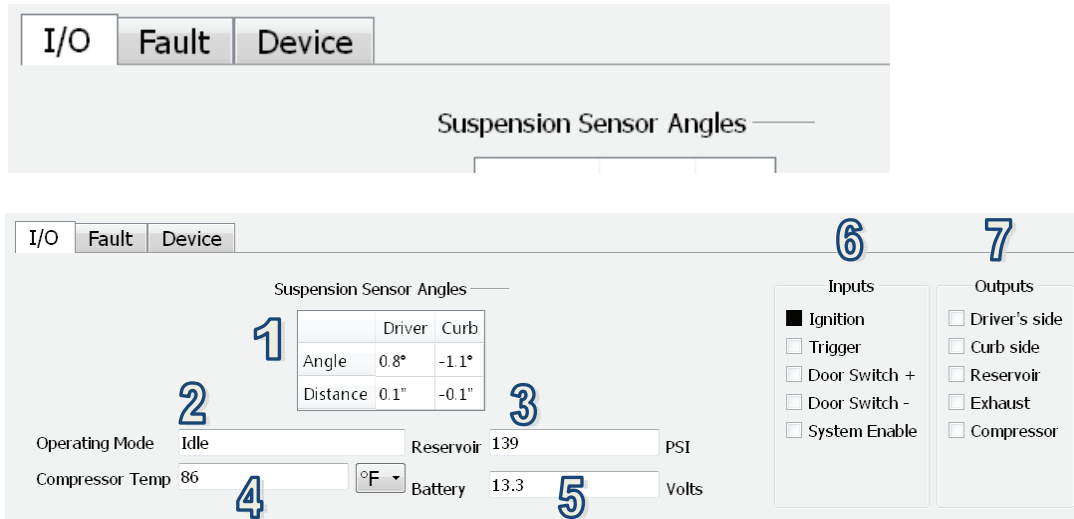 I/O Fault Device
Suspension Sensor Angles
I/O Fault Device
6 7
Suspension Sensor Angles Inputs Outputs
1 Driver Curb Ignition Driver's side
Trigger Curb side
Angle 0.8° -1.1° Door Switch + Reservoir
Distance 0.1" -0.1" Door Switch - Exhaust
2 3
System Enable Compressor
Operating Mode Idle Reservoir 139 PSI
Compressor Temp 86 °F Battery 13.3 Volts
4 5